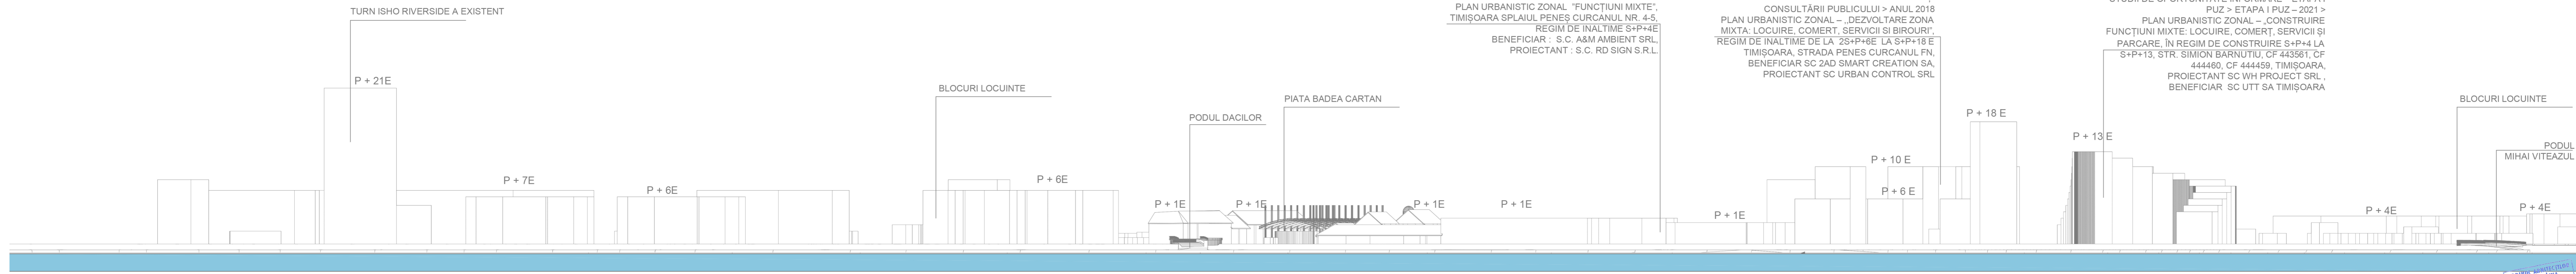 TURN ISHO RIVERSIDE A EXISTENT
P + 21E
P + 7E
P + 6E
BLOCURI LOCUINTE
P + 6E
PODUL DACILOR
P + 1E
P + 1E
PIATA BADEA CARTAN
P + 1E
P + 1E
PLAN URBANISTIC ZONAL "FUNCȚIUNI MIXTE",
TIMIȘOARA SPLAIUL PENEȘ CURCANUL NR. 4-5,
REGIM DE INALTIME S+P+4E
BENEFICIAR : S.C. A&M AMBIENT SRL,
PROIECTANT : S.C. RD SIGN S.R.L.
P + 1E
CONSULTĂRII PUBLICULUI > ANUL 2018
PLAN URBANISTIC ZONAL – ,,DEZVOLTARE ZONA
MIXTA: LOCUIRE, COMERT, SERVICII SI BIROURI",
REGIM DE INALTIME DE LA 2S+P+6E LA S+P+18 E
TIMIȘOARA, STRADA PENES CURCANUL FN,
BENEFICIAR SC 2AD SMART CREATION SA,
PROIECTANT SC URBAN CONTROL SRL
P + 10 E
P + 6 E
P + 18 E
PUZ > ETAPA I PUZ – 2021 >
PLAN URBANISTIC ZONAL – „CONSTRUIRE
FUNCȚIUNI MIXTE: LOCUIRE, COMERȚ, SERVICII ȘI
PARCARE, ÎN REGIM DE CONSTRUIRE S+P+4 LA
S+P+13, STR. SIMION BARNUTIU, CF 443561, CF
444460, CF 444459, TIMIȘOARA,
PROIECTANT SC WH PROJECT SRL ,
BENEFICIAR SC UTT SA TIMIȘOARA
P + 13 E
P + 4E
BLOCURI LOCUINTE
PODUL
MIHAI VITEAZUL
P + 4E